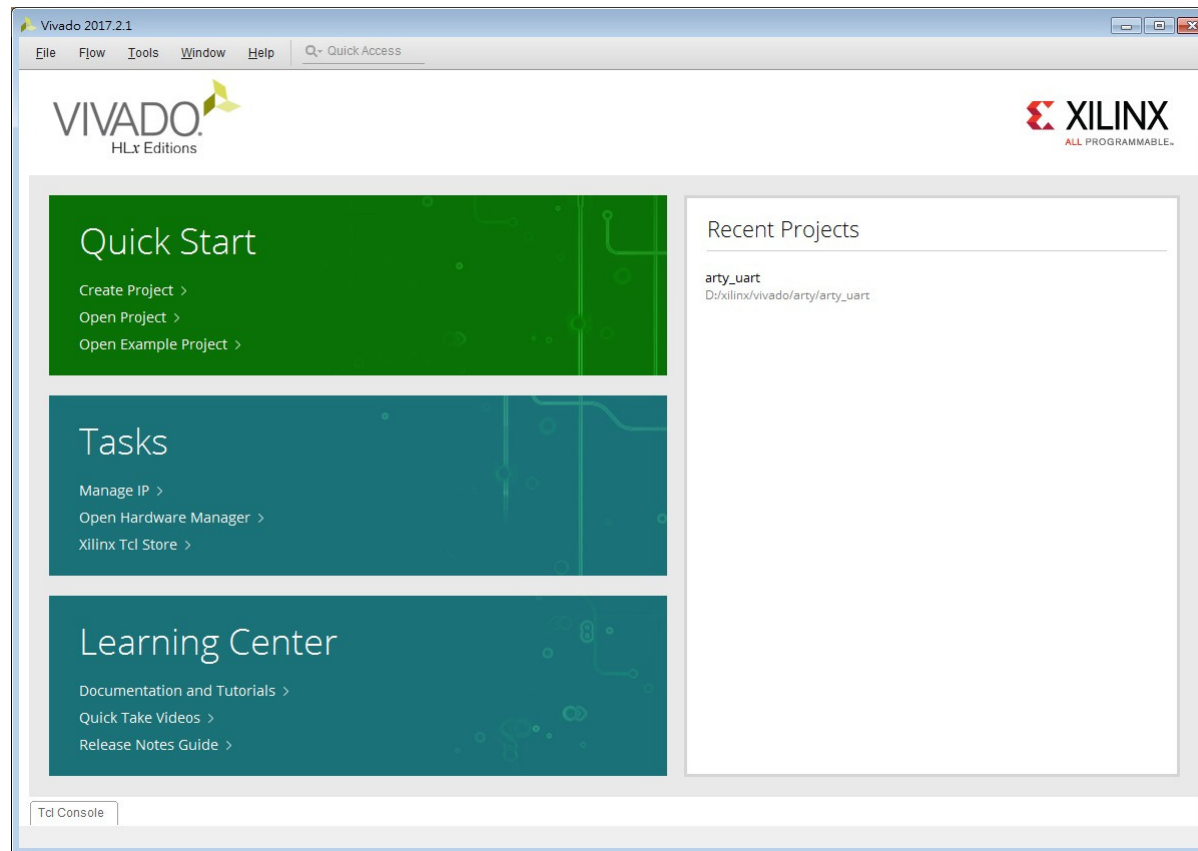 Vivado 2017.2.1
File Flow Tools Window Help Quick Access
VIVADO.
HLx Editions
XILINX
ALL PROGRAMMABLE™
Quick Start
Create Project >
Open Project >
Open Example Project >
Tasks
Manage IP >
Open Hardware Manager >
Xilinx Tcl Store >
Learning Center
Documentation and Tutorials >
Quick Take Videos >
Release Notes Guide >
Recent Projects
arty_uart
D:/xilinx/vivado/arty/arty_uart
Tcl Console